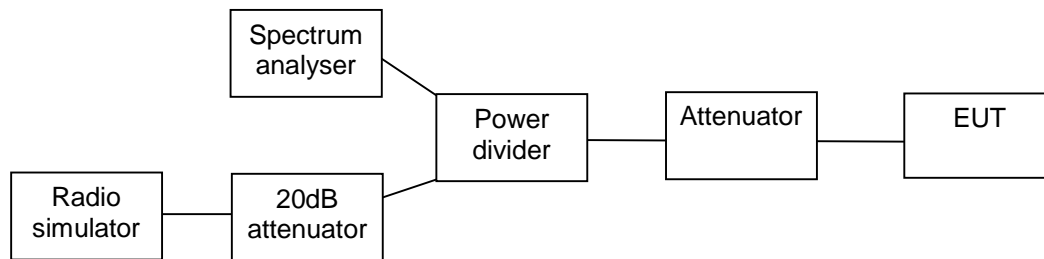 Spectrum
analyser
Power
divider
Attenuator
EUT
Radio
simulator
20dB
attenuator